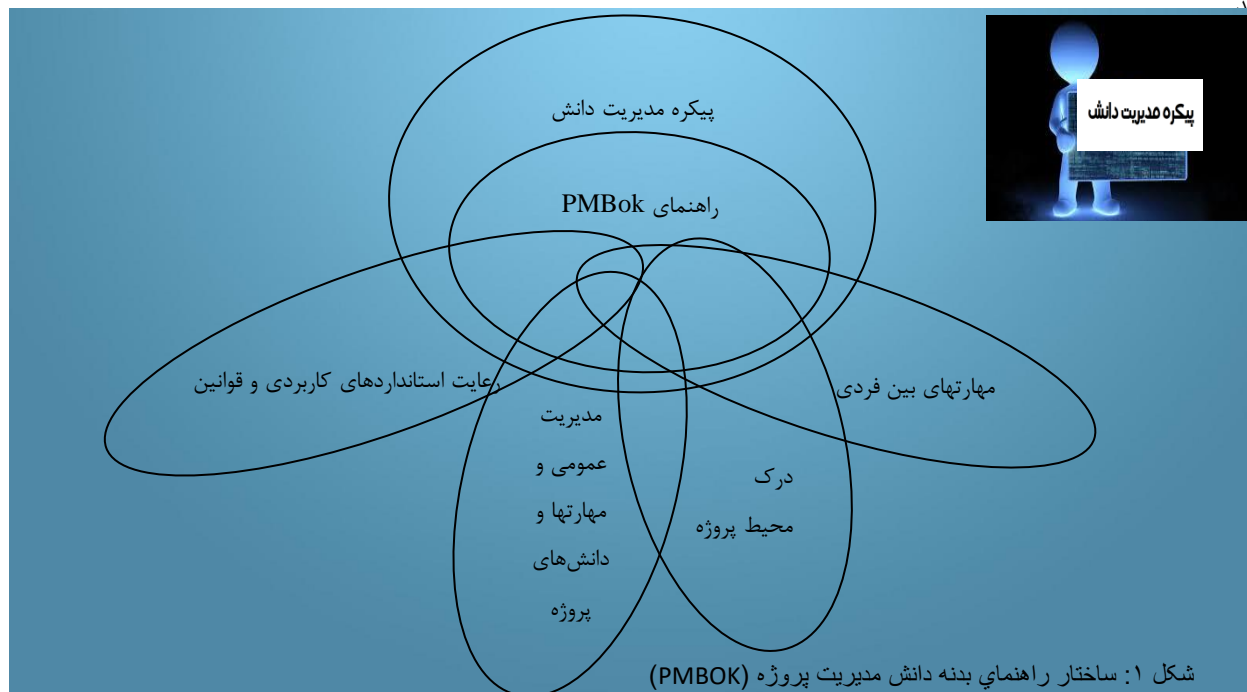 پیکره مدیریت دانش
پیکره مدیریت دانش
راهنمای PMBok
رعایت استانداردهای کاربردی و قوانین
مهارتهای بین فردی
مدیریت
عمومی و
مهارتها و
دانش‌های
پروژه
درک
محیط پروژه
شکل ۱: ساختار راهنماي بدنه دانش مديريت پروژه (PMBOK)